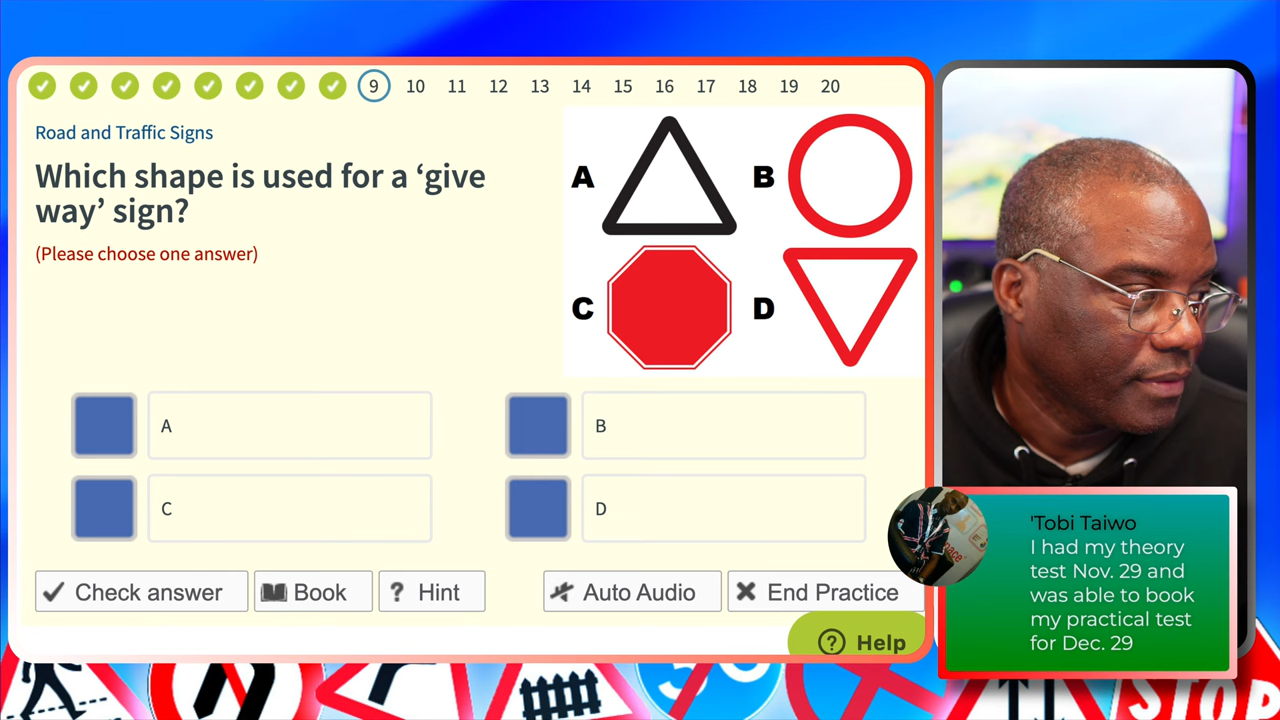 9 10 11 12 13 14 15 16 17 18 19 20
Road and Traffic Signs
Which shape is used for a ‘give
way’ sign?
(Please choose one answer)
A
B
C
D
A
B
C
D
Check answer
Book
? Hint
Auto Audio
End Practice
? Help
'Tobi Taiwo
I had my theory
test Nov. 29 and
was able to book
my practical test
for Dec. 29
STOP